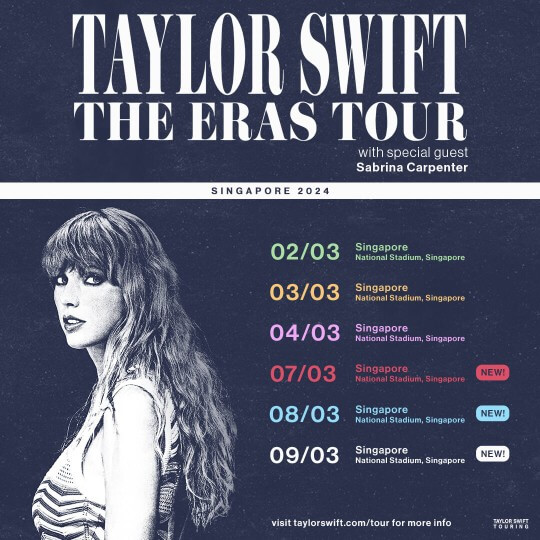 TAYLOR SWIFT
THE ERAS TOUR
with special guest
Sabrina Carpenter
SINGAPORE 2024
02/03 Singapore
National Stadium, Singapore
03/03 Singapore
National Stadium, Singapore
04/03 Singapore
National Stadium, Singapore
07/03 Singapore
National Stadium, Singapore NEW!
08/03 Singapore
National Stadium, Singapore NEW!
09/03 Singapore
National Stadium, Singapore NEW!
visit taylorswift.com/tour for more info
TAYLOR SWIFT
TOURING